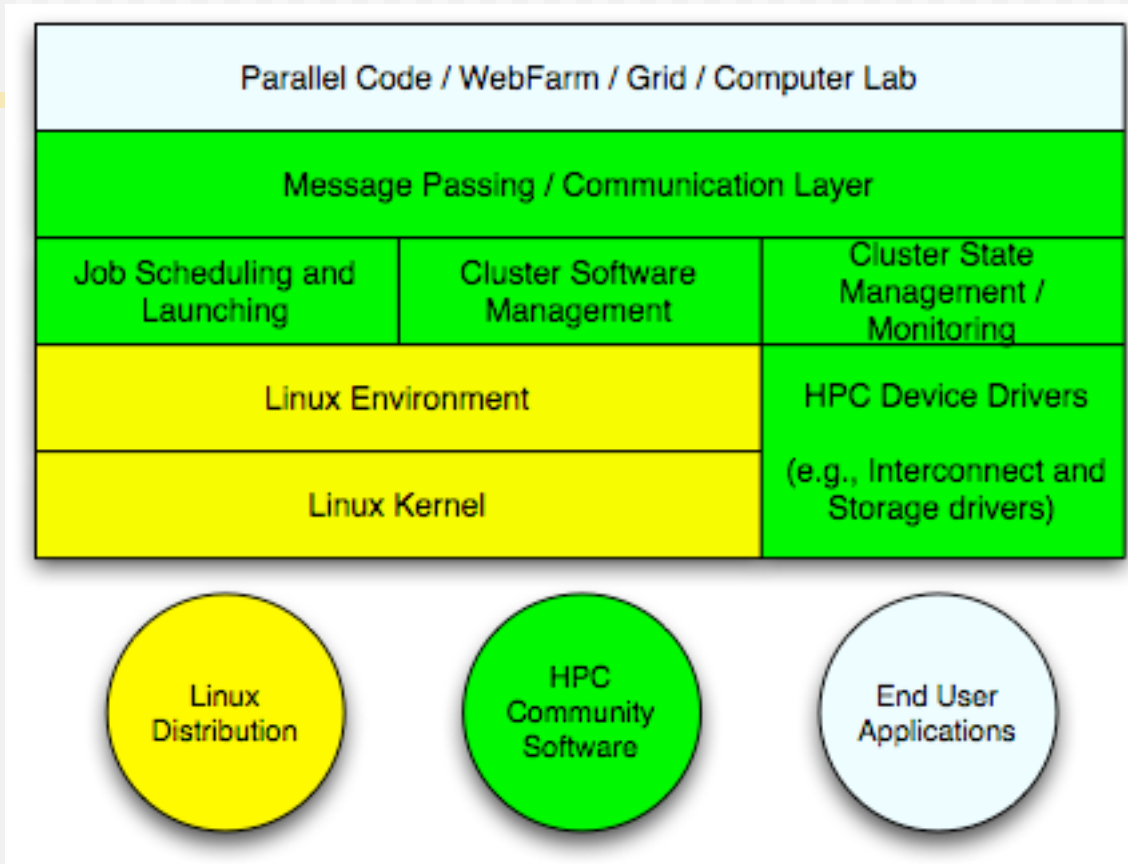 Parallel Code / WebFarm / Grid / Computer Lab
Message Passing / Communication Layer
Job Scheduling and
Launching
Cluster Software
Management
Cluster State
Management /
Monitoring
Linux Environment
HPC Device Drivers
(e.g., Interconnect and
Storage drivers)
Linux Kernel
Linux
Distribution
HPC
Community
Software
End User
Applications